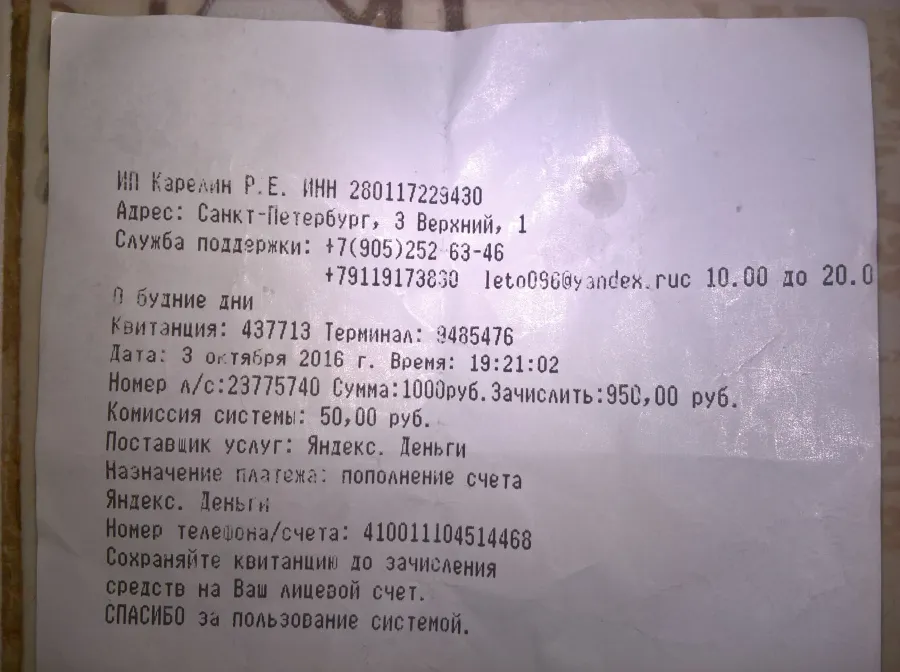 ИП Карелин Р.Е. ИНН 280117229430
Адрес: Санкт-Петербург, 3 Верхний, 1
Служба поддержки: +7(905)252 63-46
+79119173830 leto096@yandex.ruс 10.00 до 20.0
0 будние дни
Квитанция: 437713 Терминал: 9485476
Дата: 3 октября 2016 г. Время: 19:21:02
Номер л/с:23775740 Сумма:1000руб.Зачислить:950,00 руб.
Комиссия системы: 50,00 руб.
Поставщик услуг: Яндекс. Деньги
Назначение платежа: пополнение счета
Яндекс. Деньги
Номер телефона/счета: 410011104514468
Сохраняйте квитанцию до зачисления
средств на Ваш лицевой счет.
СПАСИБО за пользование системой.